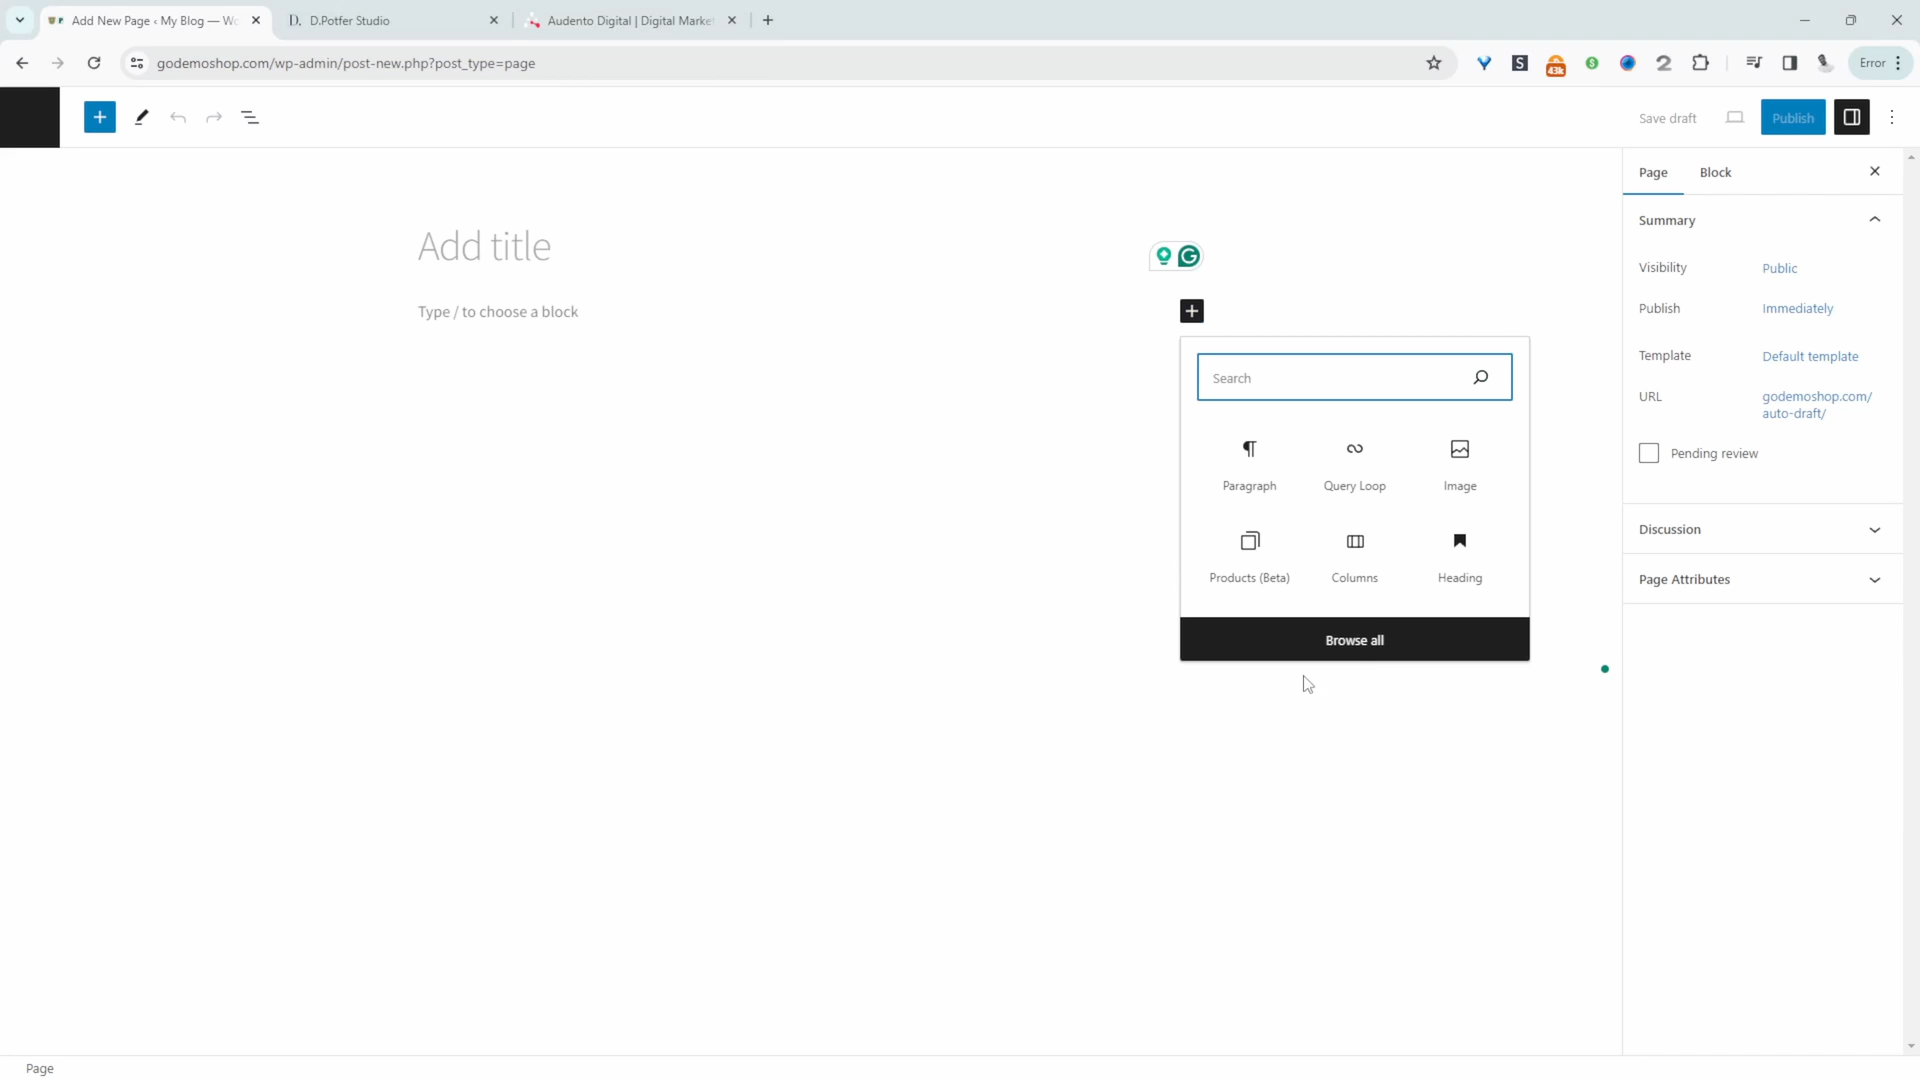 Add New Page ‹ My Blog — Wo
D. D.Potfer Studio
Audento Digital | Digital Market
godemoshop.com/wp-admin/post-new.php?post_type=page
S
43k
Error
Save draft
Publish
Page
Block
Summary
Add title
Visibility
Public
Type / to choose a block
Publish
Immediately
Template
Default template
Search
URL
godemoshop.com/
auto-draft/
Pending review
Paragraph
Query Loop
Image
Discussion
Products (Beta)
Columns
Heading
Page Attributes
Browse all
Page